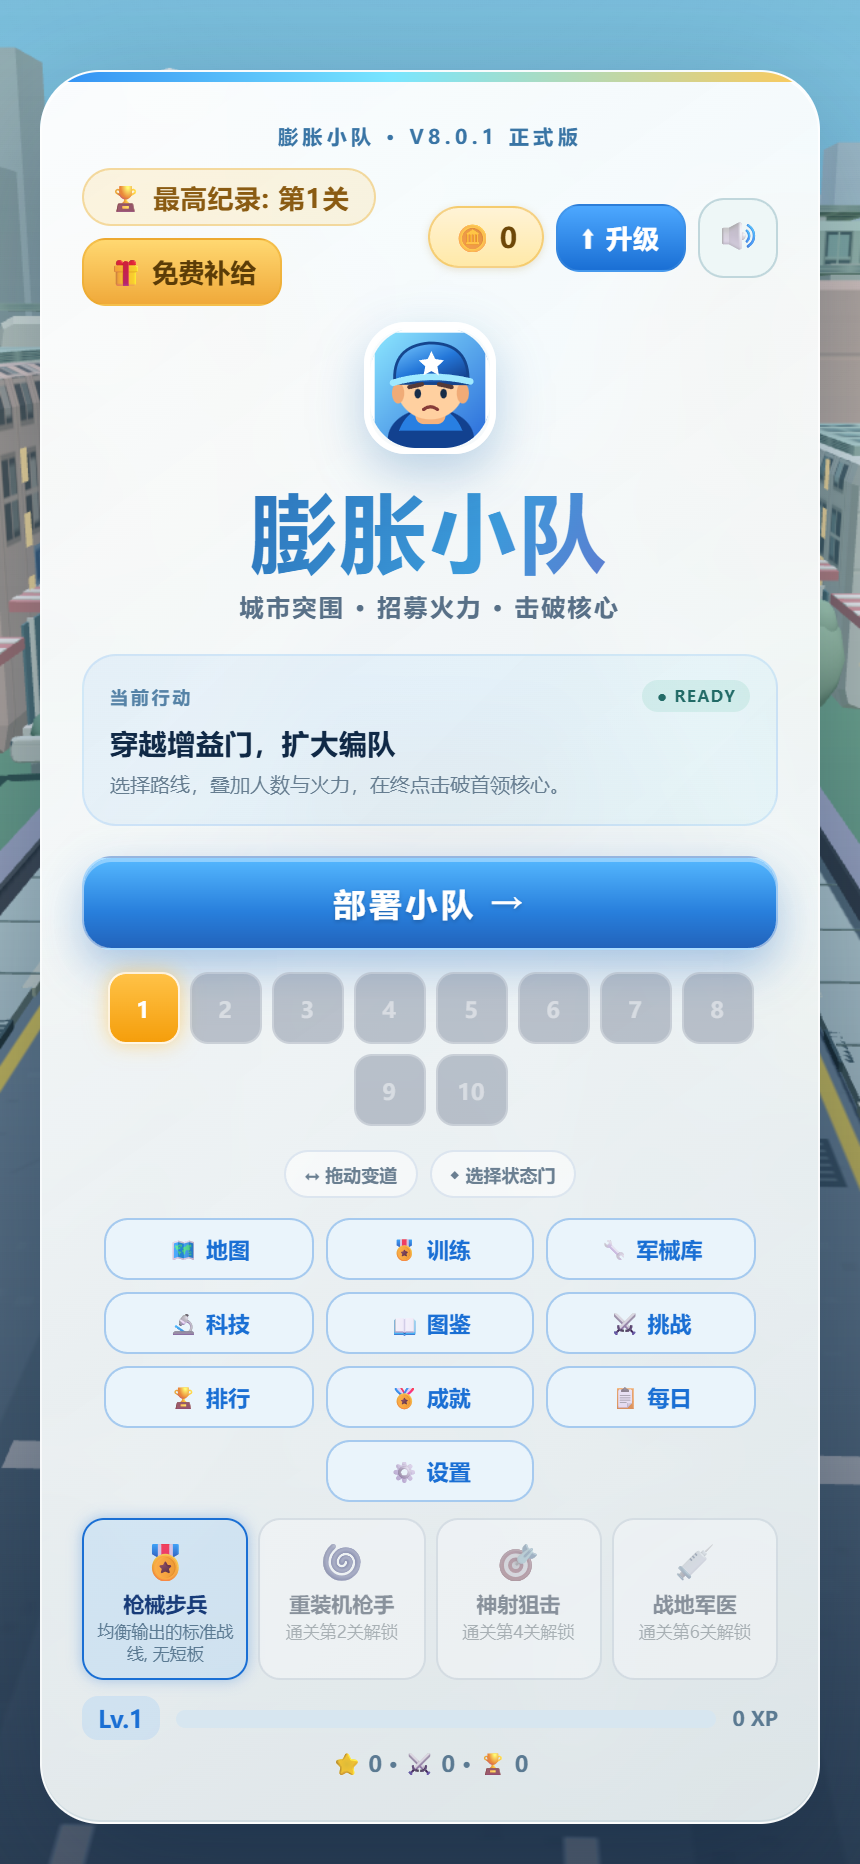 膨胀小队 • V8.0.1 正式版
最高纪录: 第1关
免费补给
0
升级
膨胀小队
城市突围 • 招募火力 • 击破核心
当前行动
• READY
穿越增益门，扩大编队
选择路线，叠加人数与火力，在终点击破首领核心。
部署小队 →
1 2 3 4 5 6 7 8
9 10
↔ 拖动变道
◆ 选择状态门
地图 训练 军械库
科技 图鉴 挑战
排行 成就 每日
设置
枪械步兵
均衡输出的标准战
线, 无短板
重装机枪手
通关第2关解锁
神射狙击
通关第4关解锁
战地军医
通关第6关解锁
Lv.1
0 XP
0 • 0 • 0